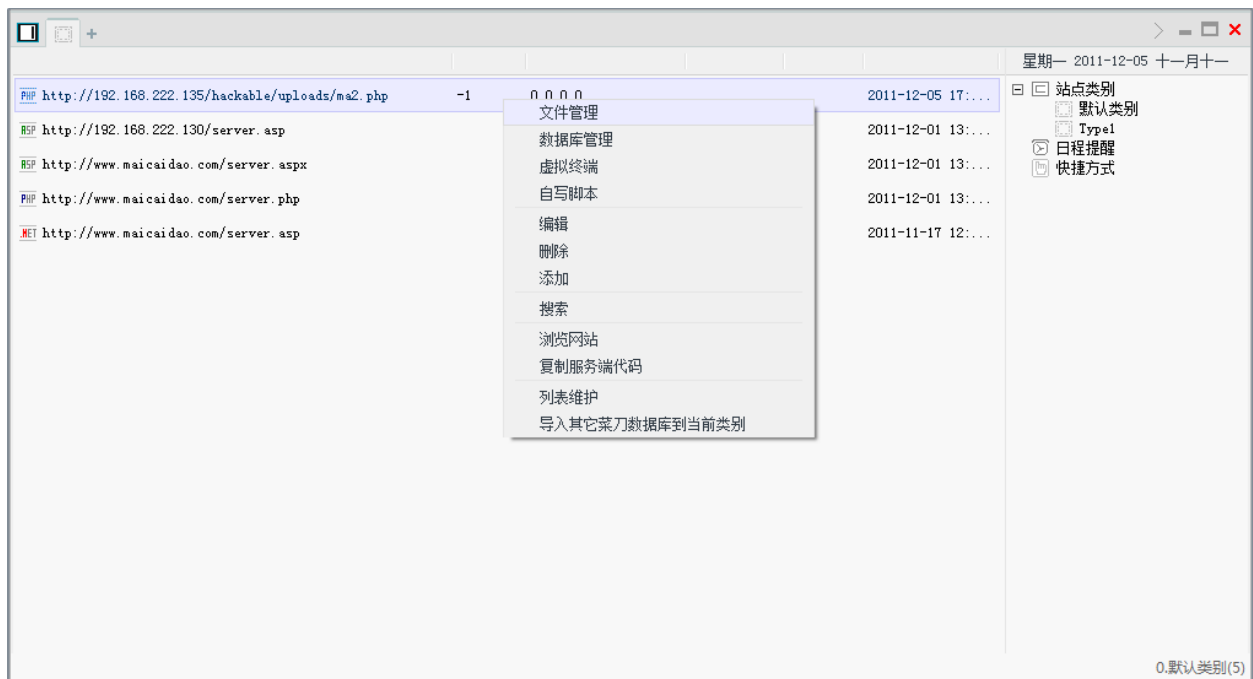 +
星期一 2011-12-05 十一月十一
PHP http://192.168.222.135/hackable/uploads/ma2.php -1 0.0.0.0 2011-12-05 17:...
ASP http://192.168.222.130/server.asp 2011-12-01 13:...
ASP http://www.maicaidao.com/server.aspx 2011-12-01 13:...
PHP http://www.maicaidao.com/server.php 2011-12-01 13:...
.NET http://www.maicaidao.com/server.asp 2011-11-17 12:...
文件管理
数据库管理
虚拟终端
自写脚本
编辑
删除
添加
搜索
浏览网站
复制服务端代码
列表维护
导入其它菜刀数据库到当前类别
站点类别
默认类别
Type1
日程提醒
快捷方式
0.默认类别(5)